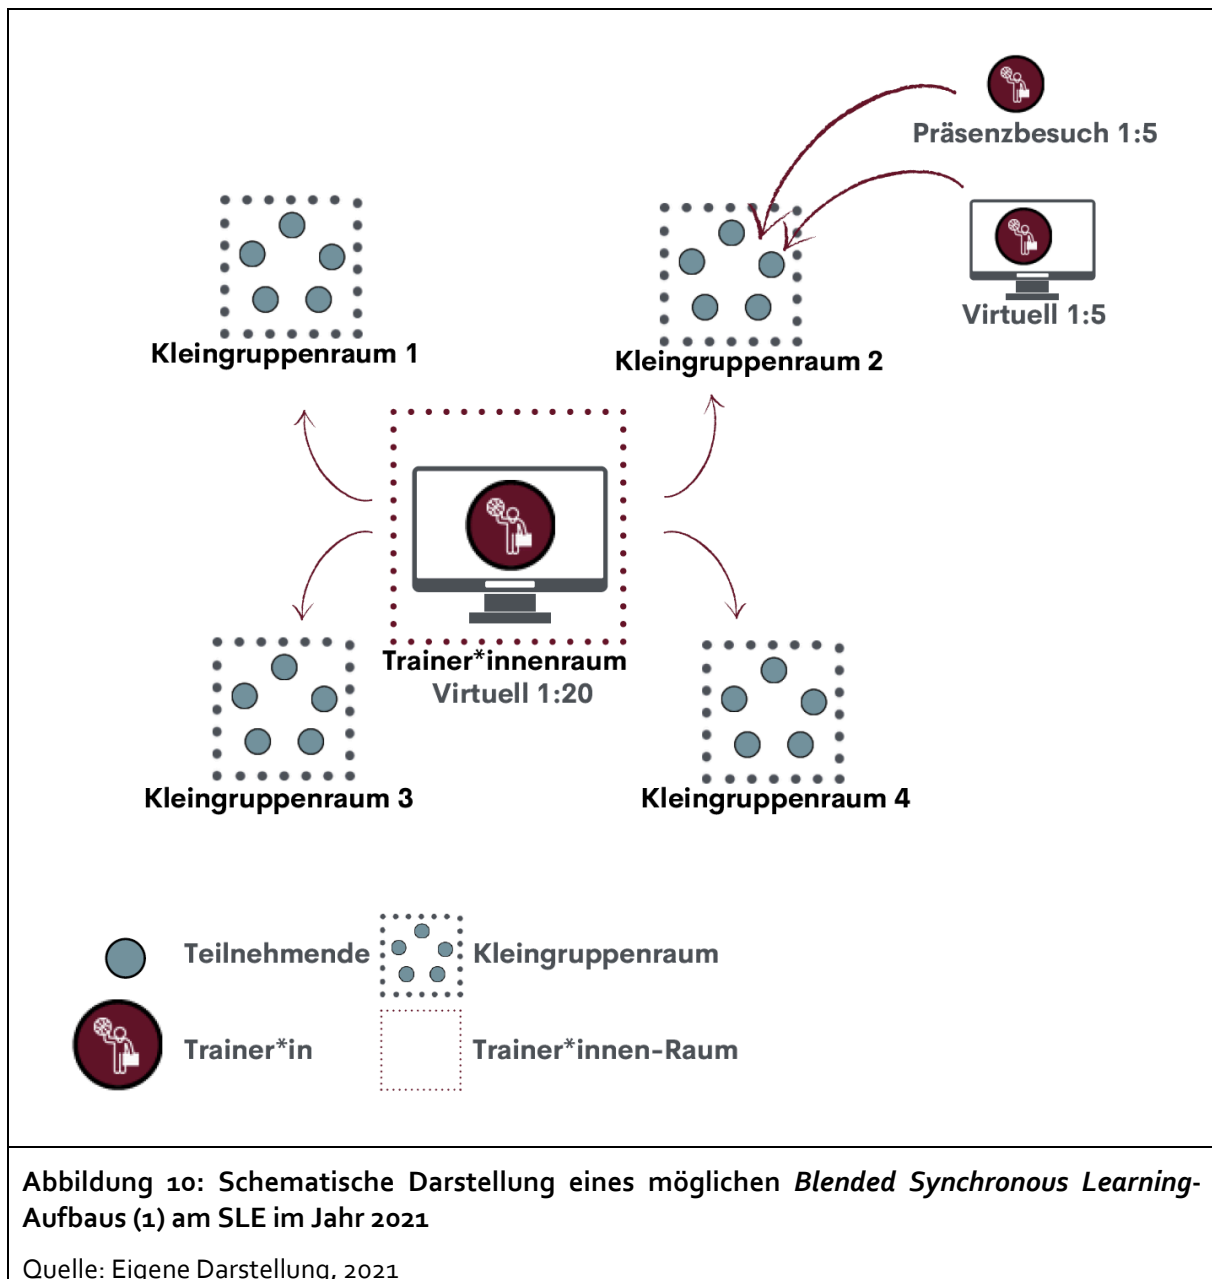 Präsenzbesuch 1:5
Virtuell 1:5
Kleingruppenraum 1
Kleingruppenraum 2
Trainer*innenraum
Virtuell 1:20
Kleingruppenraum 3
Kleingruppenraum 4
Teilnehmende
Kleingruppenraum
Trainer*in
Trainer*innen-Raum
Abbildung 10: Schematische Darstellung eines möglichen Blended Synchronous Learning-
Aufbaus (1) am SLE im Jahr 2021
Quelle: Eigene Darstellung, 2021